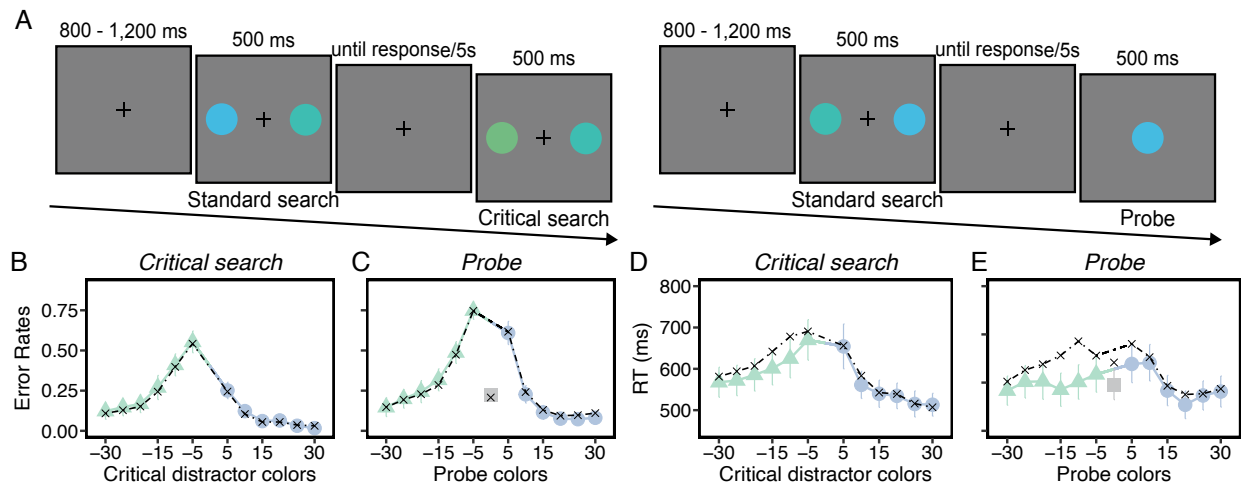 A
800 - 1,200 ms
500 ms
until response/5s
500 ms
Standard search
Critical search
800 - 1,200 ms
500 ms
until response/5s
500 ms
Standard search
Probe
B
Critical search
Error Rates
0.75
0.50
0.25
0.00
-30 -15 -5 5 15 30
Critical distractor colors
C
Probe
-30 -15 -5 5 15 30
Probe colors
D
Critical search
RT (ms)
800
700
600
500
-30 -15 -5 5 15 30
Critical distractor colors
E
Probe
-30 -15 -5 5 15 30
Probe colors